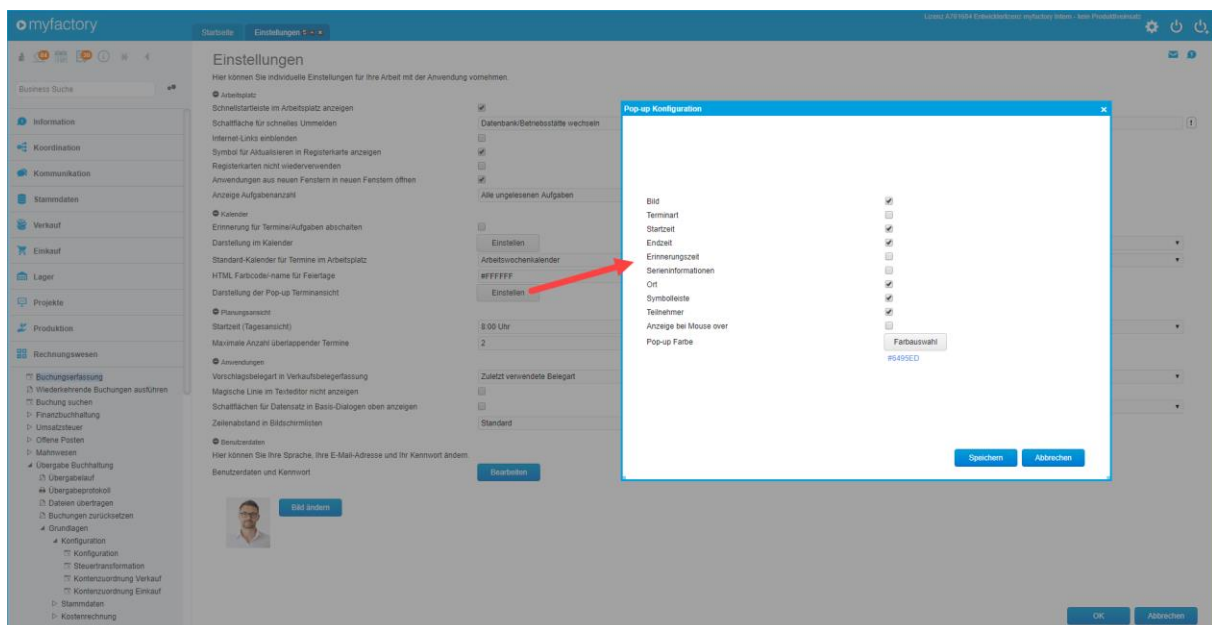 myfactory
Lizenz A781604 Entwicklerlizenz myfactory Intern - kein Produktiveinsatz
Startseite
Einstellungen
Business Suche
Information
Koordination
Kommunikation
Stammdaten
Verkauf
Einkauf
Lager
Projekte
Produktion
Rechnungswesen
Buchungserfassung
Wiederkehrende Buchungen ausführen
Buchung suchen
Finanzbuchhaltung
Umsatzsteuer
Offene Posten
Mahnwesen
Übergabe Buchhaltung
Übergabelauf
Übergabeprotokoll
Dateien übertragen
Buchungen zurücksetzen
Grundlagen
Konfiguration
Konfiguration
Steuertransformation
Kontenzuordnung Verkauf
Kontenzuordnung Einkauf
Stammdaten
Kostenrechnung
Einstellungen
Hier können Sie individuelle Einstellungen für Ihre Arbeit mit der Anwendung vornehmen.
Arbeitsplatz
Schnellstartleiste im Arbeitsplatz anzeigen
Schaltfläche für schnelles Ummelden Datenbank/Betriebsstätte wechseln
Internet-Links einblenden
Symbol für Aktualisieren in Registerkarte anzeigen
Registerkarten nicht wiederverwenden
Anwendungen aus neuen Fenstern in neuen Fenstern öffnen
Anzeige Aufgabenanzahl Alle ungelesenen Aufgaben
Kalender
Erinnerung für Termine/Aufgaben abschalten
Darstellung im Kalender Einstellen
Standard-Kalender für Termine im Arbeitsplatz Arbeitswochenkalender
HTML Farbcode/-name für Feiertage #FFFFFF
Darstellung der Pop-up Terminansicht Einstellen
Planungsansicht
Startzeit (Tagesansicht) 8:00 Uhr
Maximale Anzahl überlappender Termine 2
Anwendungen
Vorschlagsbelegart in Verkaufsbelegerfassung Zuletzt verwendete Belegart
Magische Linie im Texteditor nicht anzeigen
Schaltflächen für Datensatz in Basis-Dialogen oben anzeigen
Zeilenabstand in Bildschirmlisten Standard
Benutzerdaten
Hier können Sie Ihre Sprache, Ihre E-Mail-Adresse und Ihr Kennwort ändern.
Benutzerdaten und Kennwort Bearbeiten
Bild ändern
Pop-up Konfiguration
Bild
Terminart
Startzeit
Endzeit
Erinnerungszeit
Serieninformationen
Ort
Symbolleiste
Teilnehmer
Anzeige bei Mouse over
Pop-up Farbe Farbauswahl
#6495ED
Speichern Abbrechen
OK Abbrechen